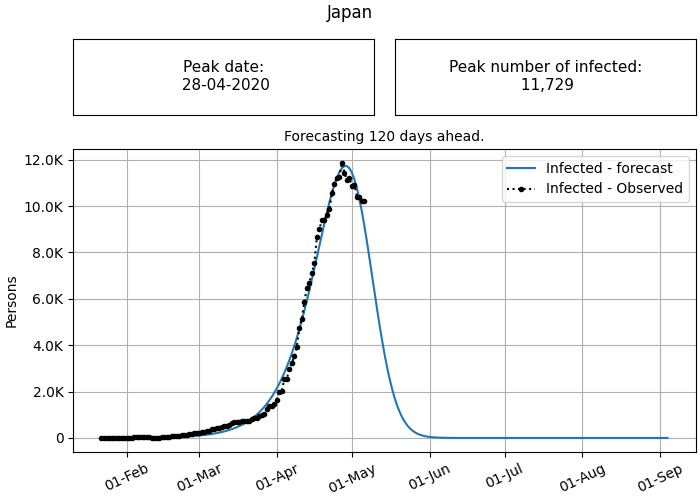 Japan
Peak date:
28-04-2020
Peak number of infected:
11,729
Forecasting 120 days ahead.
Infected - forecast
Infected - Observed
12.0K
10.0K
8.0K
6.0K
4.0K
2.0K
0
Persons
01-Feb
01-Mar
01-Apr
01-May
01-Jun
01-Jul
01-Aug
01-Sep